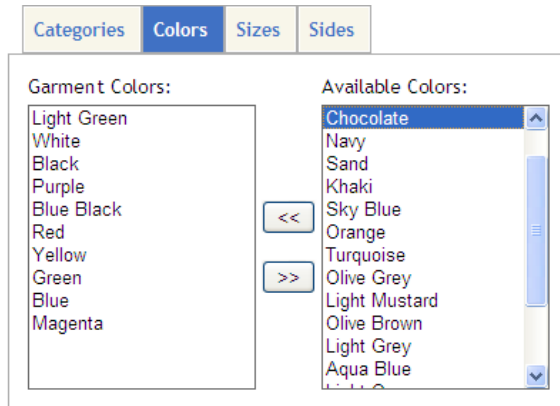 Categories Colors Sizes Sides
Garment Colors:
Light Green
White
Black
Purple
Blue Black
Red
Yellow
Green
Blue
Magenta
<<
>>
Available Colors:
Chocolate
Navy
Sand
Khaki
Sky Blue
Orange
Turquoise
Olive Grey
Light Mustard
Olive Brown
Light Grey
Aqua Blue